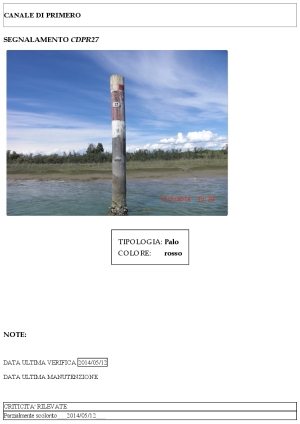 CANALE DI PRIMERO
SEGNALAMENTO CDPR27
TIPOLOGIA: Palo
COLORE: rosso
NOTE:
DATA ULTIMA VERIFICA 2014/05/12
DATA ULTIMA MANUTENZIONE
CRITICITA' RILEVATE
Parzialmente scolorito 2014/05/12